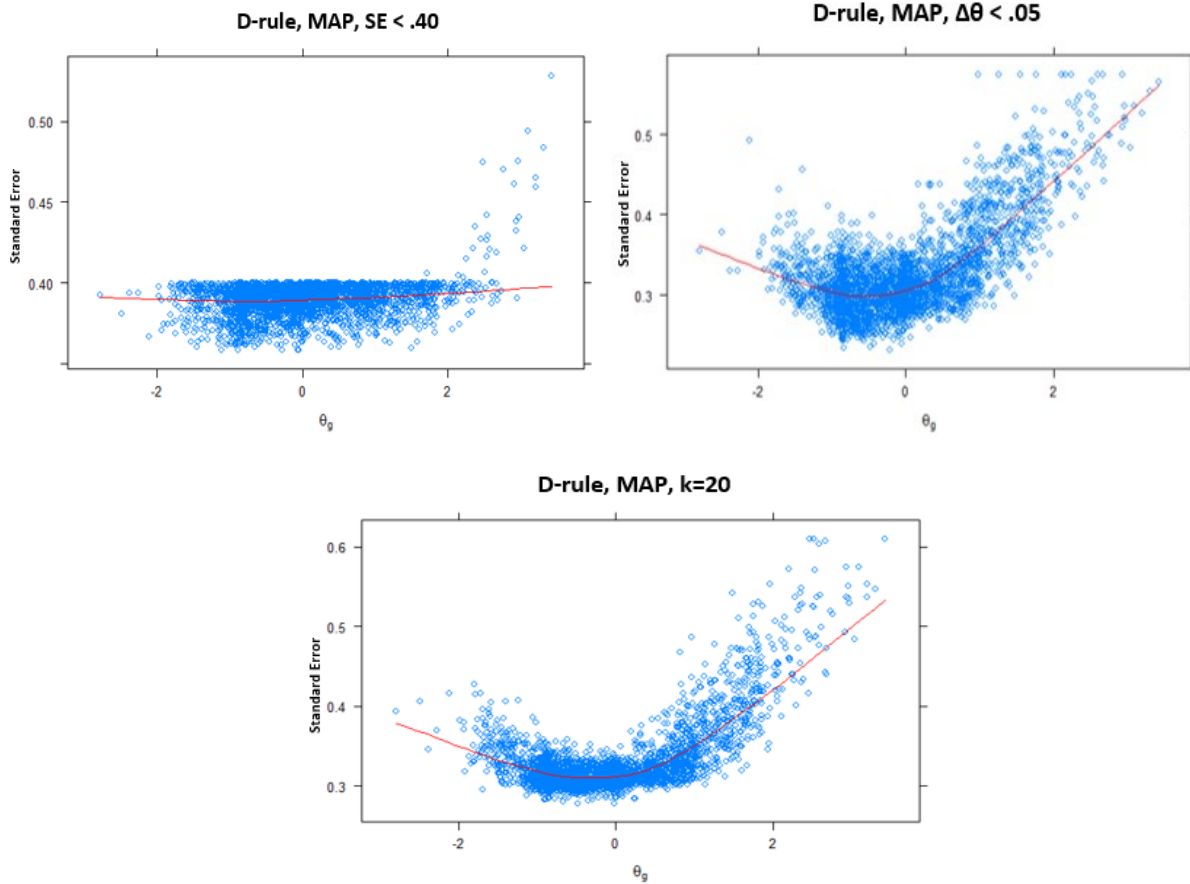 D-rule, MAP, SE < .40
Standard Error
0.50
0.45
0.40
-2 0 2
θg
D-rule, MAP, Δθ < .05
Standard Error
0.5
0.4
0.3
-2 0 2
θg
D-rule, MAP, k=20
Standard Error
0.6
0.5
0.4
0.3
-2 0 2
θg